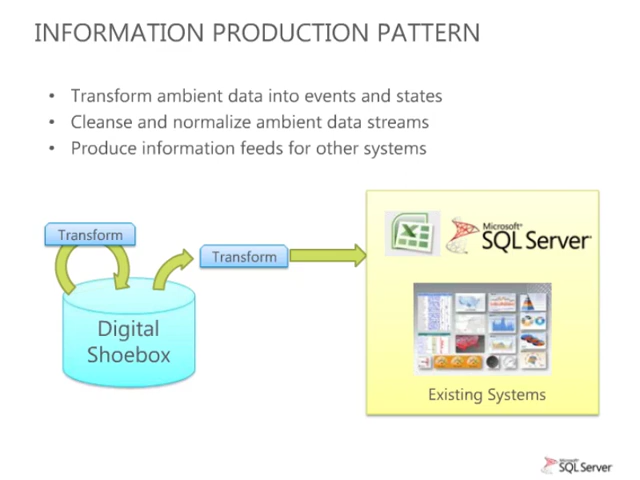 INFORMATION PRODUCTION PATTERN
• Transform ambient data into events and states
• Cleanse and normalize ambient data streams
• Produce information feeds for other systems
Transform
Transform
Digital
Shoebox
Microsoft®
SQL Server®
Existing Systems
Microsoft®
SQL Server